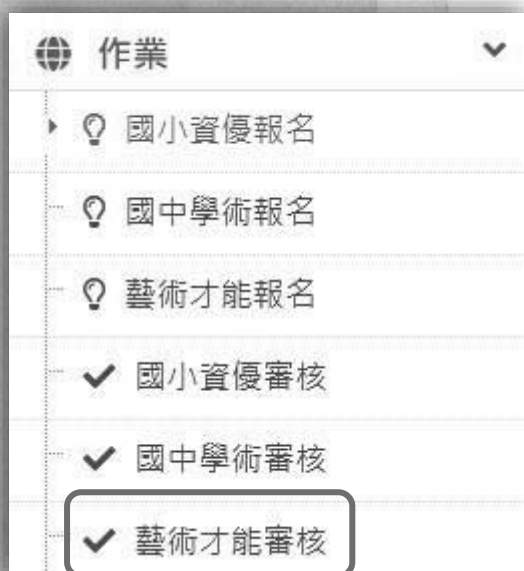 作業
國小資優報名
國中學術報名
藝術才能報名
國小資優審核
國中學術審核
藝術才能審核